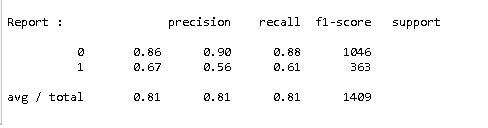 Report : precision recall f1-score support
0 0.86 0.90 0.88 1046
1 0.67 0.56 0.61 363
avg / total 0.81 0.81 0.81 1409